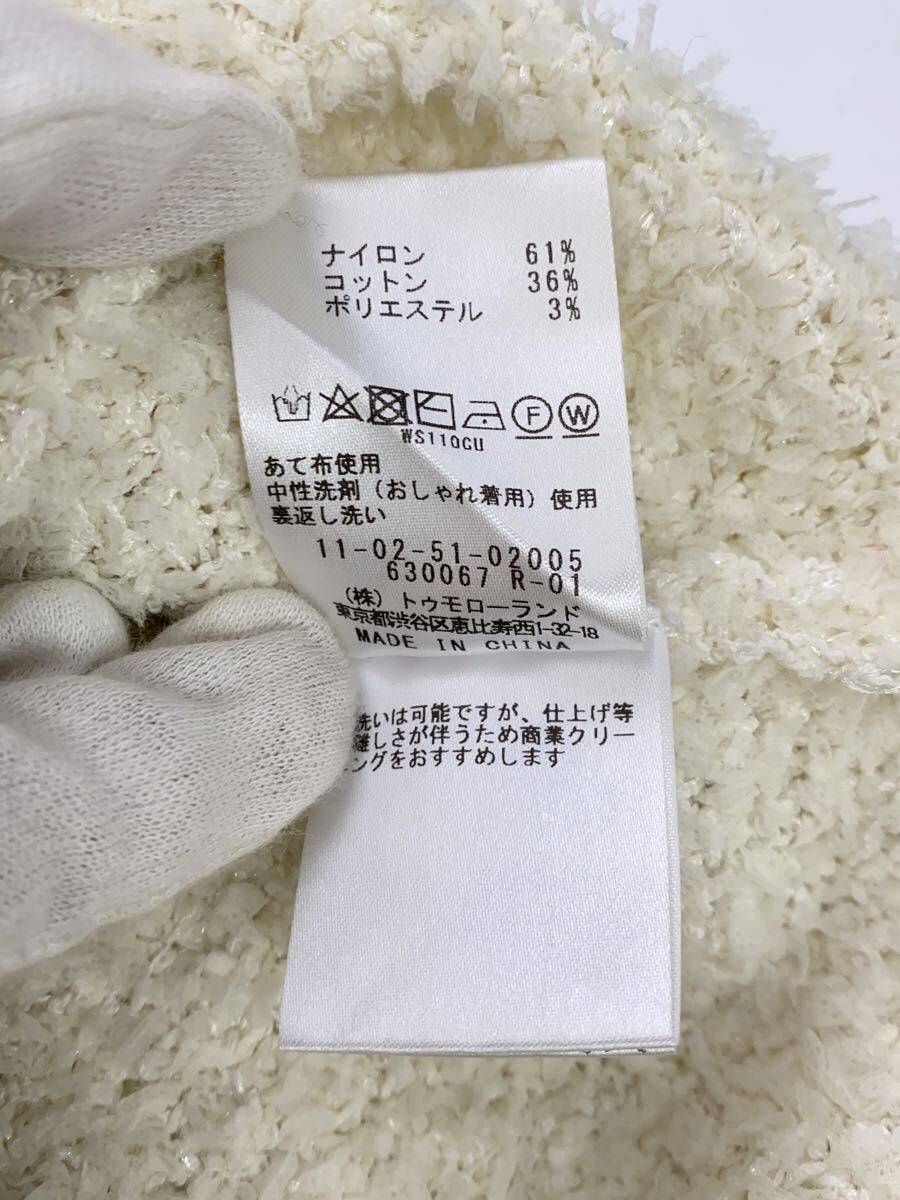 ナイロン 61%
コットン 36%
ポリエステル 3%
F W
WS110GU
あて布使用
中性洗剤(おしゃれ着用)使用
裏返し洗い
11-02-51-02005
630067 R-01
(株)トゥモローランド
東京都渋谷区恵比寿西1-32-18
MADE IN CHINA
洗いは可能ですが、仕上げ等
難しさが伴うため商業クリー
ングをおすすめします